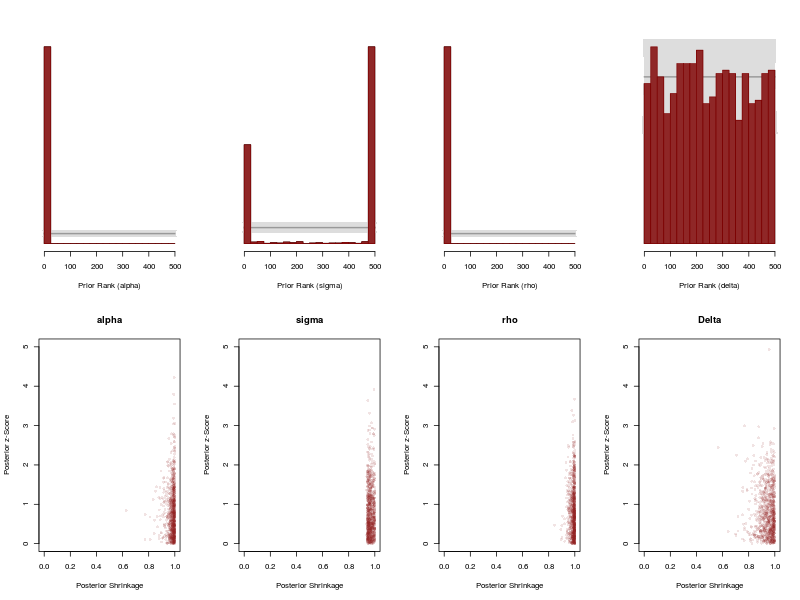 0 100 200 300 400 500
Prior Rank (alpha)
0 100 200 300 400 500
Prior Rank (sigma)
0 100 200 300 400 500
Prior Rank (rho)
0 100 200 300 400 500
Prior Rank (delta)
alpha
Posterior z-Score
0 1 2 3 4 5
0.0 0.2 0.4 0.6 0.8 1.0
Posterior Shrinkage
sigma
Posterior z-Score
0 1 2 3 4 5
0.0 0.2 0.4 0.6 0.8 1.0
Posterior Shrinkage
rho
Posterior z-Score
0 1 2 3 4 5
0.0 0.2 0.4 0.6 0.8 1.0
Posterior Shrinkage
Delta
Posterior z-Score
0 1 2 3 4 5
0.0 0.2 0.4 0.6 0.8 1.0
Posterior Shrinkage